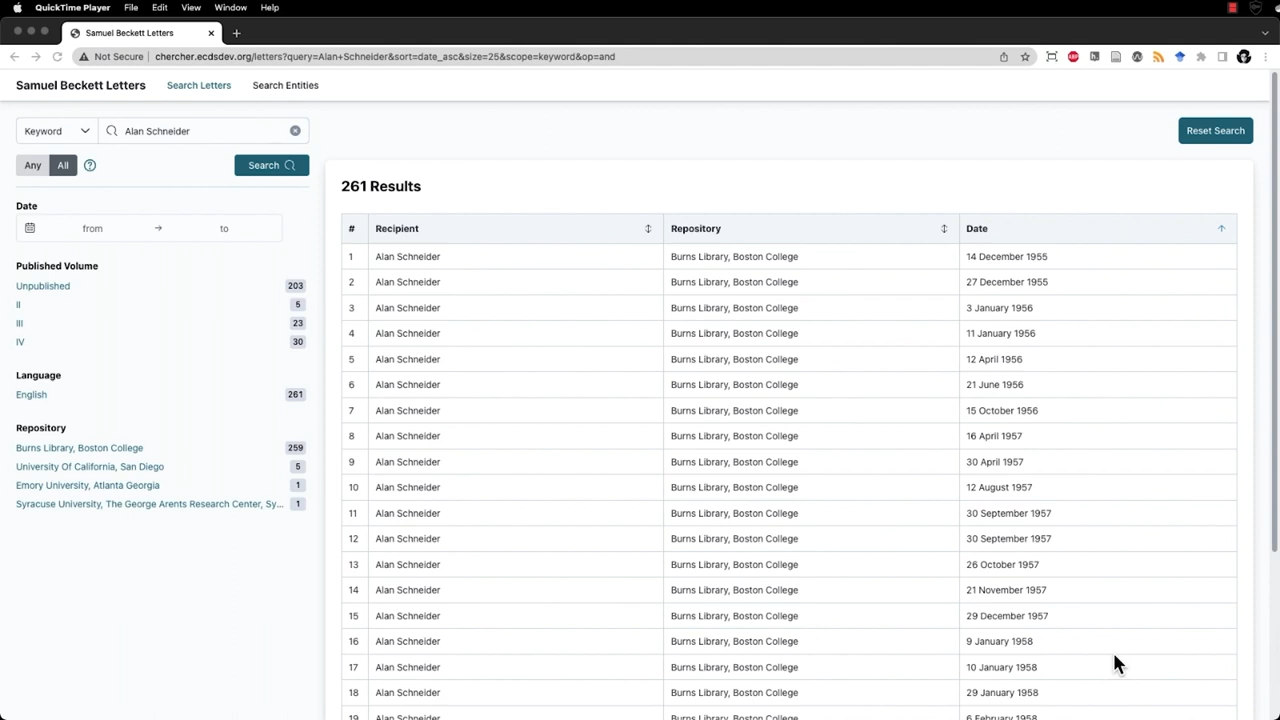 QuickTime Player File Edit View Window Help
Samuel Beckett Letters
Not Secure chercher.ecdsdev.org/letters?query=Alan+Schneider&sort=date_asc&size=25&scope=keyword&op=and
Samuel Beckett Letters Search Letters Search Entities
Keyword Alan Schneider Reset Search
Any All Search
261 Results
Date
from to
# Recipient Repository Date
1 Alan Schneider Burns Library, Boston College 14 December 1955
Published Volume
Unpublished 203
2 Alan Schneider Burns Library, Boston College 27 December 1955
II 5
3 Alan Schneider Burns Library, Boston College 3 January 1956
III 23
4 Alan Schneider Burns Library, Boston College 11 January 1956
IV 30
5 Alan Schneider Burns Library, Boston College 12 April 1956
Language
6 Alan Schneider Burns Library, Boston College 21 June 1956
English 261
7 Alan Schneider Burns Library, Boston College 15 October 1956
Repository
8 Alan Schneider Burns Library, Boston College 16 April 1957
Burns Library, Boston College 259
9 Alan Schneider Burns Library, Boston College 30 April 1957
University Of California, San Diego 5
Emory University, Atlanta Georgia 1
10 Alan Schneider Burns Library, Boston College 12 August 1957
Syracuse University, The George Arents Research Center, Sy... 1
11 Alan Schneider Burns Library, Boston College 30 September 1957
12 Alan Schneider Burns Library, Boston College 30 September 1957
13 Alan Schneider Burns Library, Boston College 26 October 1957
14 Alan Schneider Burns Library, Boston College 21 November 1957
15 Alan Schneider Burns Library, Boston College 29 December 1957
16 Alan Schneider Burns Library, Boston College 9 January 1958
17 Alan Schneider Burns Library, Boston College 10 January 1958
18 Alan Schneider Burns Library, Boston College 29 January 1958
19 Alan Schneider Burns Library, Boston College 6 February 1958